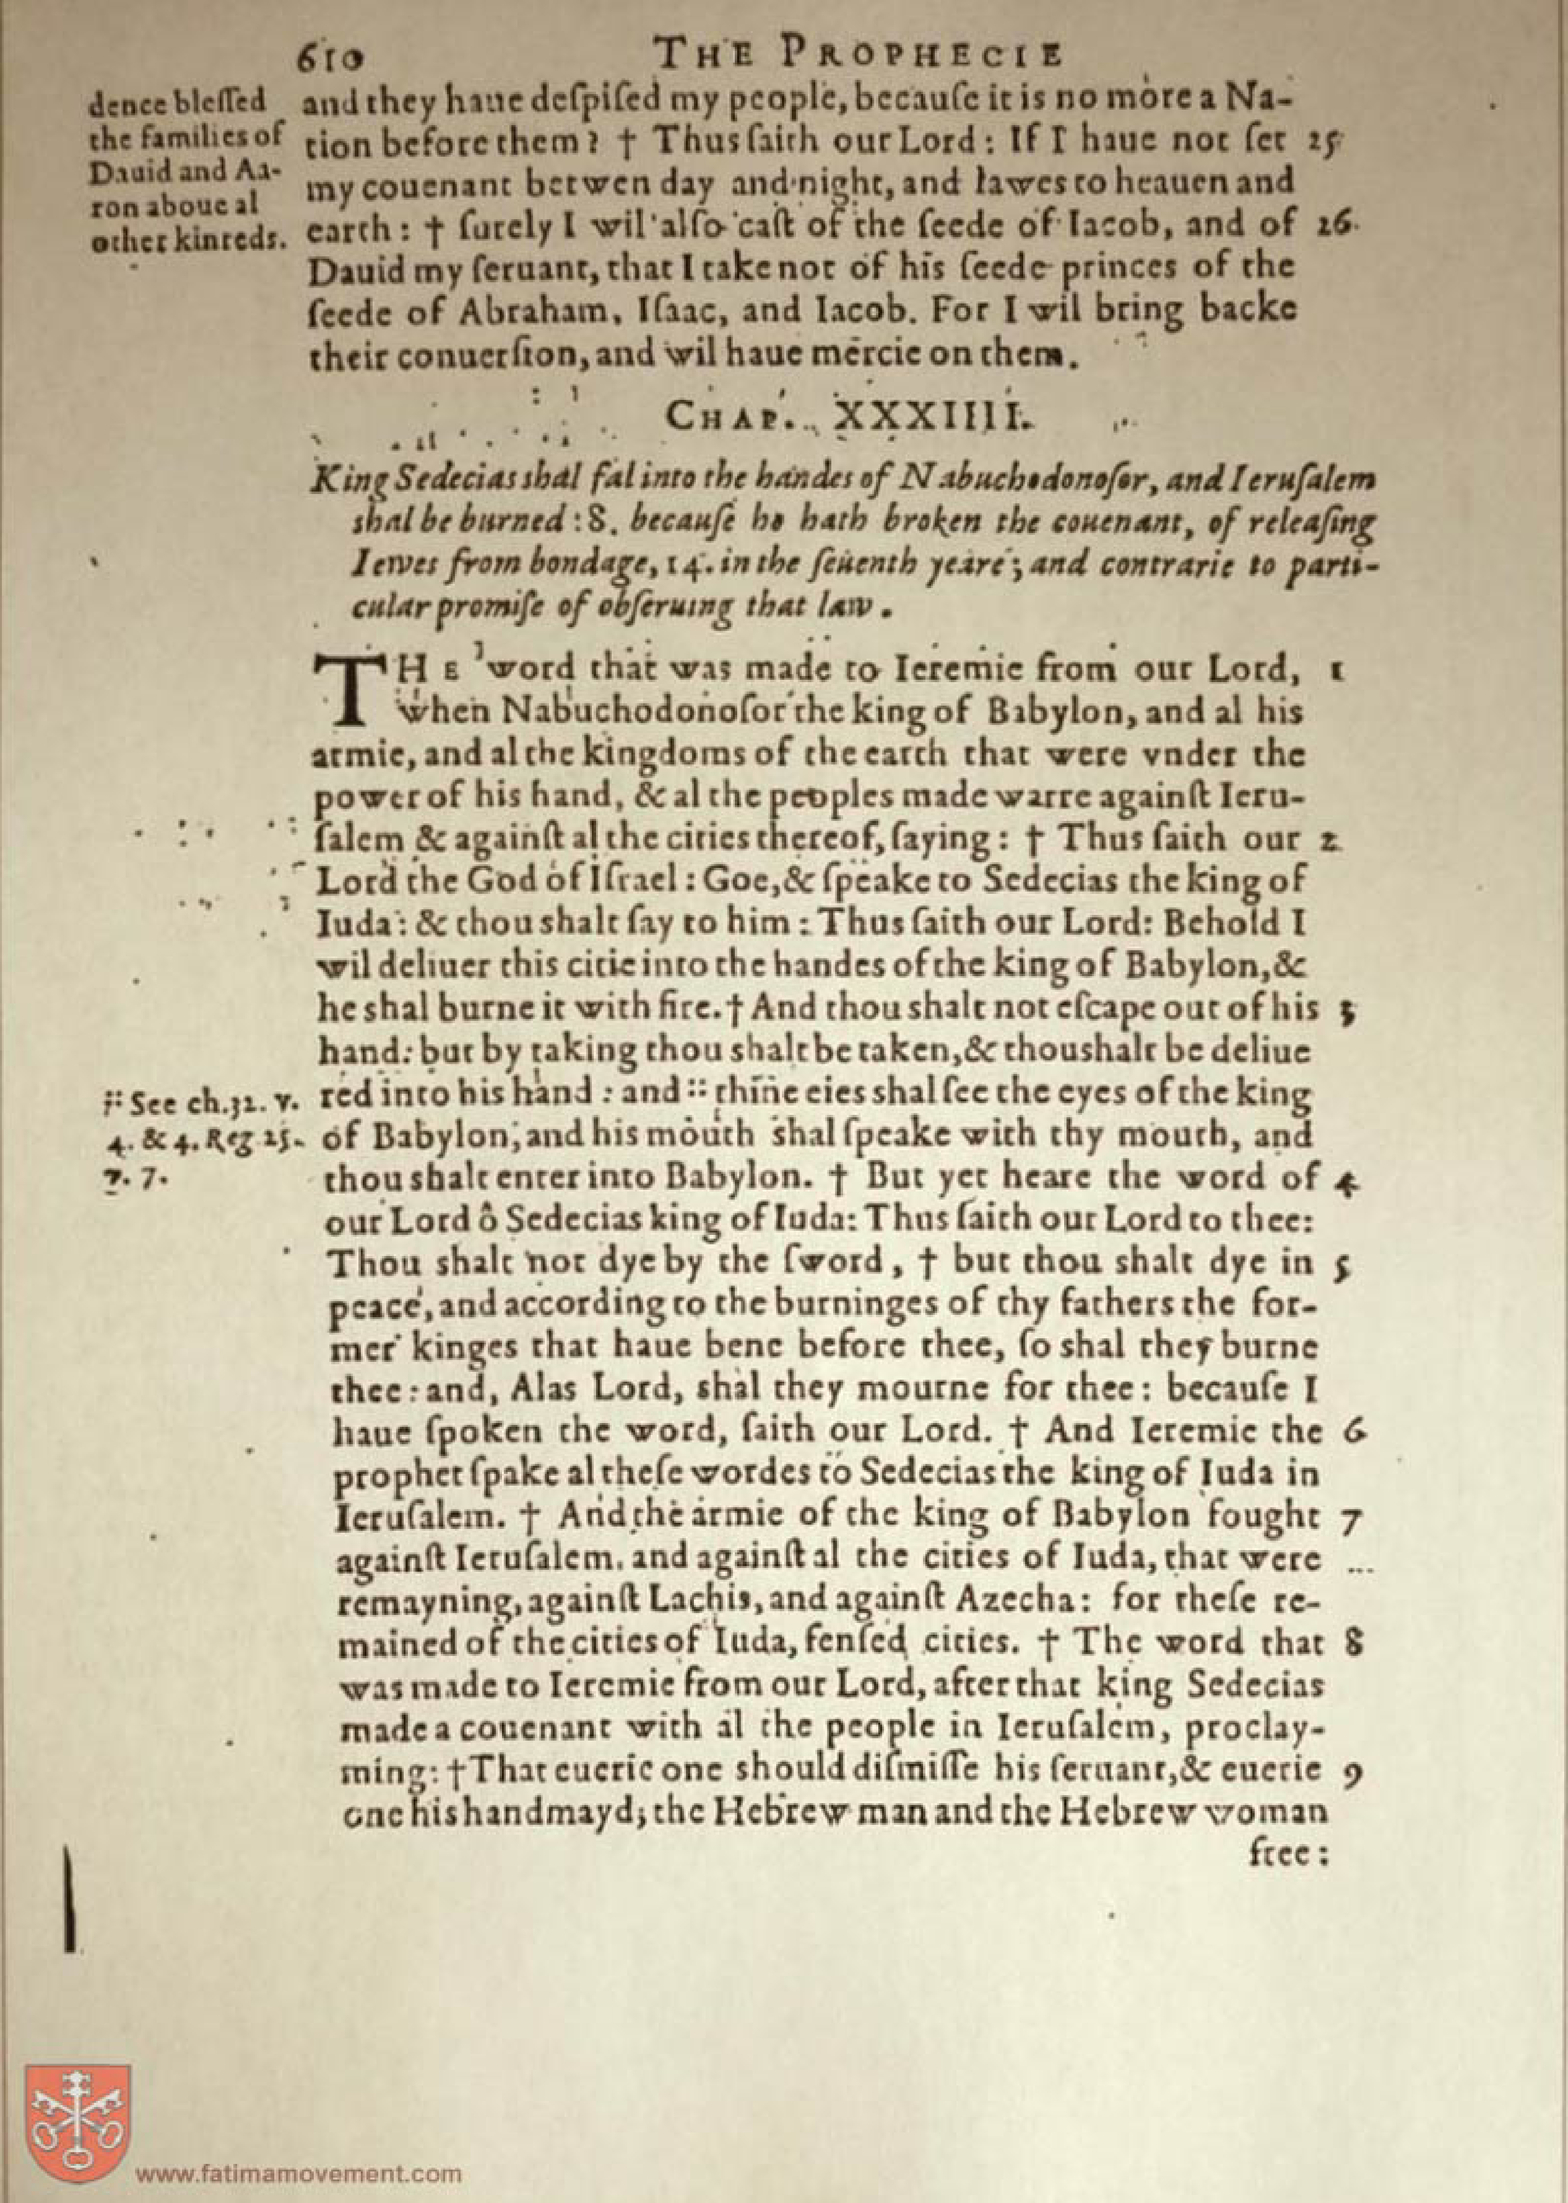 610 THE PROPHECIE
dence blessed
the families of
Dauid and Aa-
ron aboue al
other kinreds.
and they haue deſpiſed my people, becauſe it is no more a Na-
tion before them? † Thus ſaith our Lord: If I haue not ſet 25
my couenant betwen day and night, and lawes to heauen and
earth: † ſurely I wil alſo caſt of the ſeede of Iacob, and of 26
Dauid my ſeruant, that I take not of his ſeede princes of the
ſeede of Abraham, Iſaac, and Iacob. For I wil bring backe
their conuerſion, and wil haue mercie on them.
CHAP. XXXIIII.
King Sedecias shal fal into the handes of Nabuchodonoſor, and Ieruſalem
shal be burned: 8. becauſe he hath broken the couenant, of releaſing
Iewes from bondage, 14. in the ſeuenth yeare; and contrarie to parti-
cular promiſe of obſeruing that law.
THE word that was made to Ieremie from our Lord, 1
when Nabuchodonoſor the king of Babylon, and al his
armie, and al the kingdoms of the earth that were vnder the
power of his hand, & al the peoples made warre againſt Ieru-
ſalem & againſt al the cities thereof, ſaying: † Thus ſaith our 2
Lord the God of Iſrael: Goe, & ſpeake to Sedecias the king of
Iuda: & thou shalt ſay to him: Thus ſaith our Lord: Behold I
wil deliuer this citie into the handes of the king of Babylon, &
he shal burne it with fire. † And thou shalt not eſcape out of his 3
hand: but by taking thou shalt be taken, & thou shalt be deliue
red into his hand: and :: thine eies shal ſee the eyes of the king
of Babylon, and his mouth shal ſpeake with thy mouth, and
thou shalt enter into Babylon. † But yet heare the word of 4
:: See ch.32. v.
4. & 4. Reg 25.
v. 7.
our Lord ô Sedecias king of Iuda: Thus ſaith our Lord to thee:
Thou shalt not dye by the ſword, † but thou shalt dye in 5
peace, and according to the burninges of thy fathers the for-
mer kinges that haue bene before thee, ſo shal they burne
thee: and, Alas Lord, shal they mourne for thee: becauſe I
haue ſpoken the word, ſaith our Lord. † And Ieremie the 6
prophet ſpake al theſe wordes to Sedecias the king of Iuda in
Ieruſalem. † And the armie of the king of Babylon fought 7
againſt Ieruſalem, and againſt al the cities of Iuda, that were
remayning, againſt Lachis, and againſt Azecha: for theſe re-
mained of the cities of Iuda, fenſed cities. † The word that 8
was made to Ieremie from our Lord, after that king Sedecias
made a couenant with al the people in Ieruſalem, proclay-
ming: † That euerie one should diſmiſſe his ſeruant, & euerie 9
one his handmayd; the Hebrew man and the Hebrew woman
free:
www.fatimamovement.com